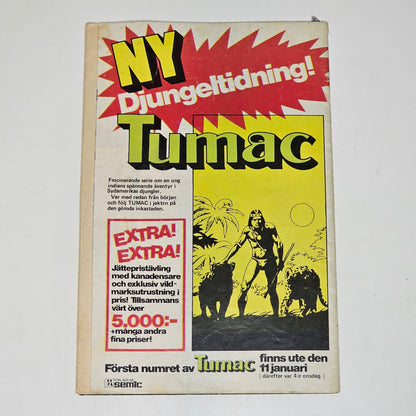 NY
Djungeltidning!
Tumac
Fascinerande serie om en ung
indians spännande äventyr i
Sydamerikas djungler.
Var med redan från början
och följ TUMAC i jakten på
den gömda inkastaden.
EXTRA!
EXTRA!
Jättepristävling
med kanadensare
och exklusiv vild-
marksutrustning i
pris! Tillsammans
värt över
5.000:-
+många andra
fina priser!
Första numret av Tumac finns ute den
11 januari
(därefter var 4:e onsdag.)
semic